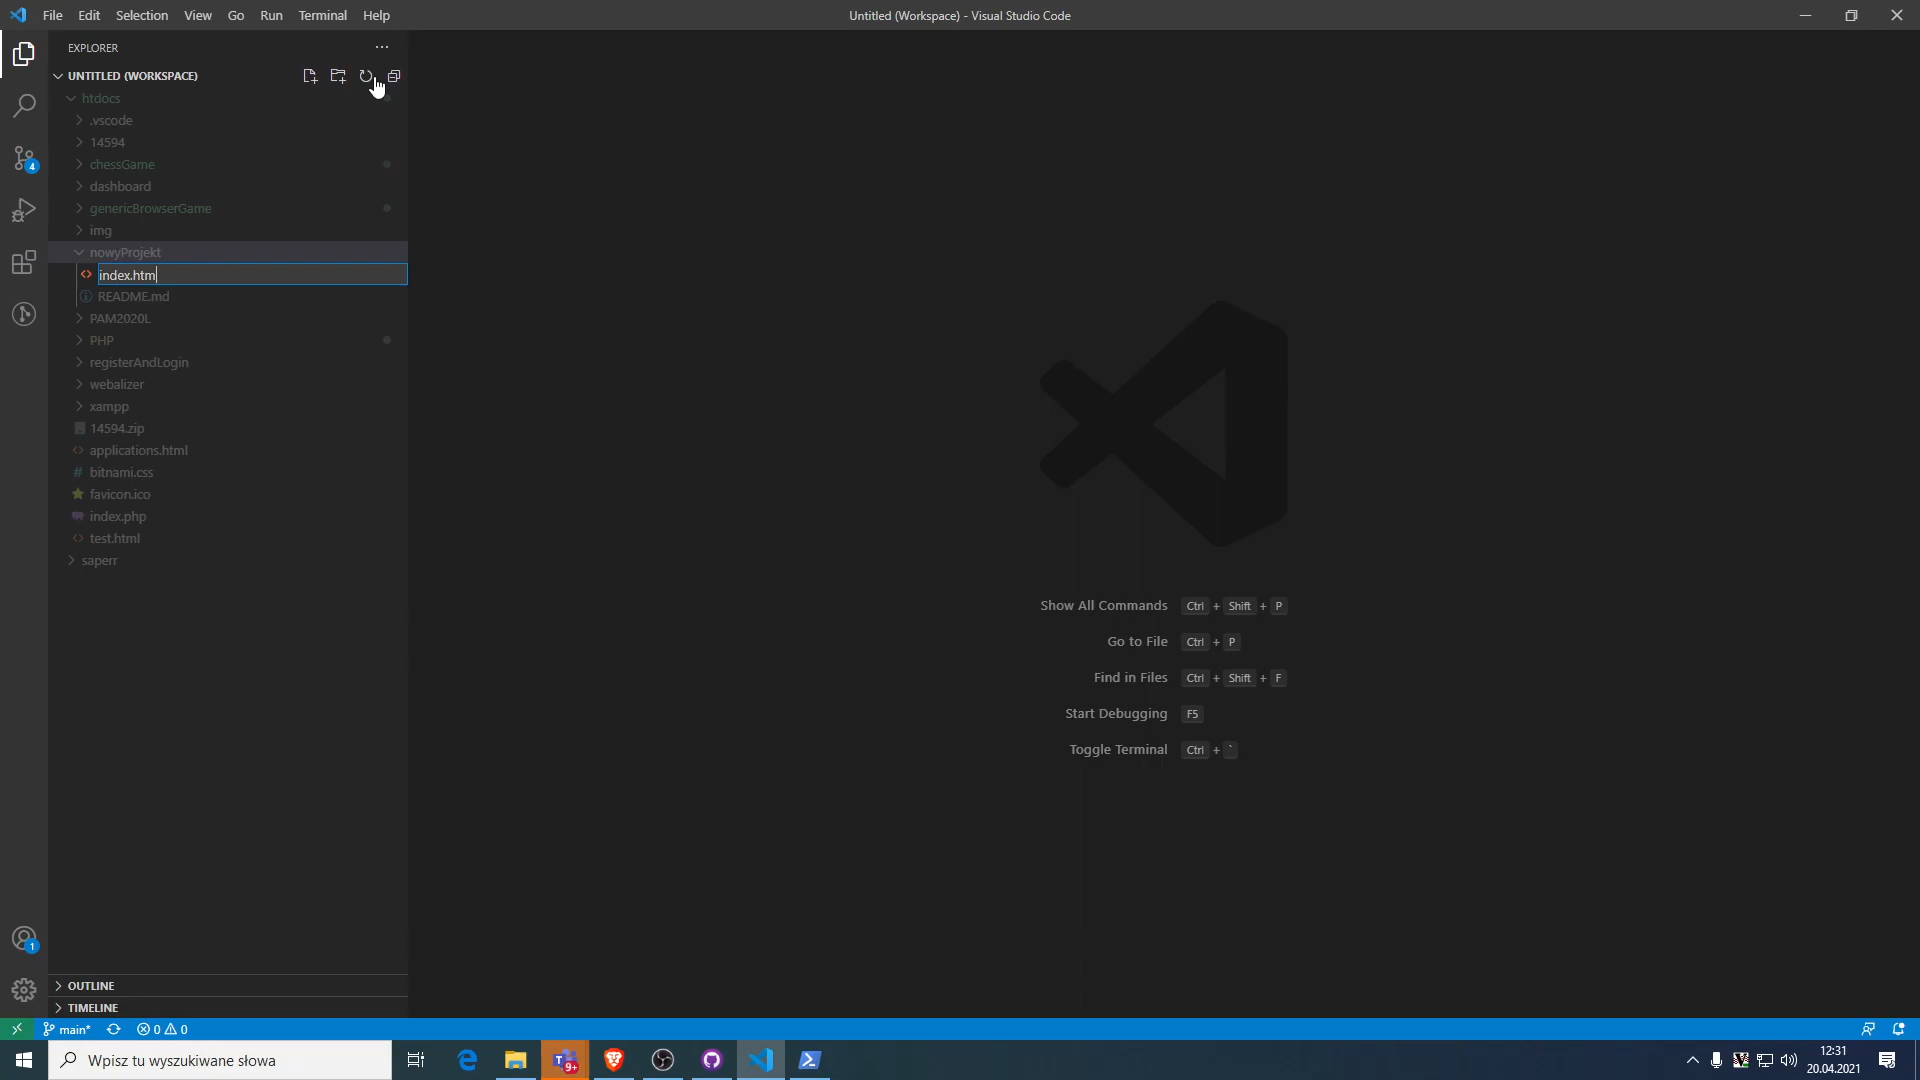 File Edit Selection View Go Run Terminal Help
Untitled (Workspace) - Visual Studio Code
EXPLORER
UNTITLED (WORKSPACE)
htdocs
.vscode
14594
chessGame
dashboard
genericBrowserGame
img
nowyProjekt
index.htm
README.md
PAM2020L
PHP
registerAndLogin
webalizer
xampp
14594.zip
applications.html
bitnami.css
favicon.ico
index.php
test.html
saperr
4
Show All Commands Ctrl + Shift + P
Go to File Ctrl + P
Find in Files Ctrl + Shift + F
Start Debugging F5
Toggle Terminal Ctrl + `
1
OUTLINE
TIMELINE
main* 0 0
Wpisz tu wyszukiwane słowa
9+
12:31
20.04.2021